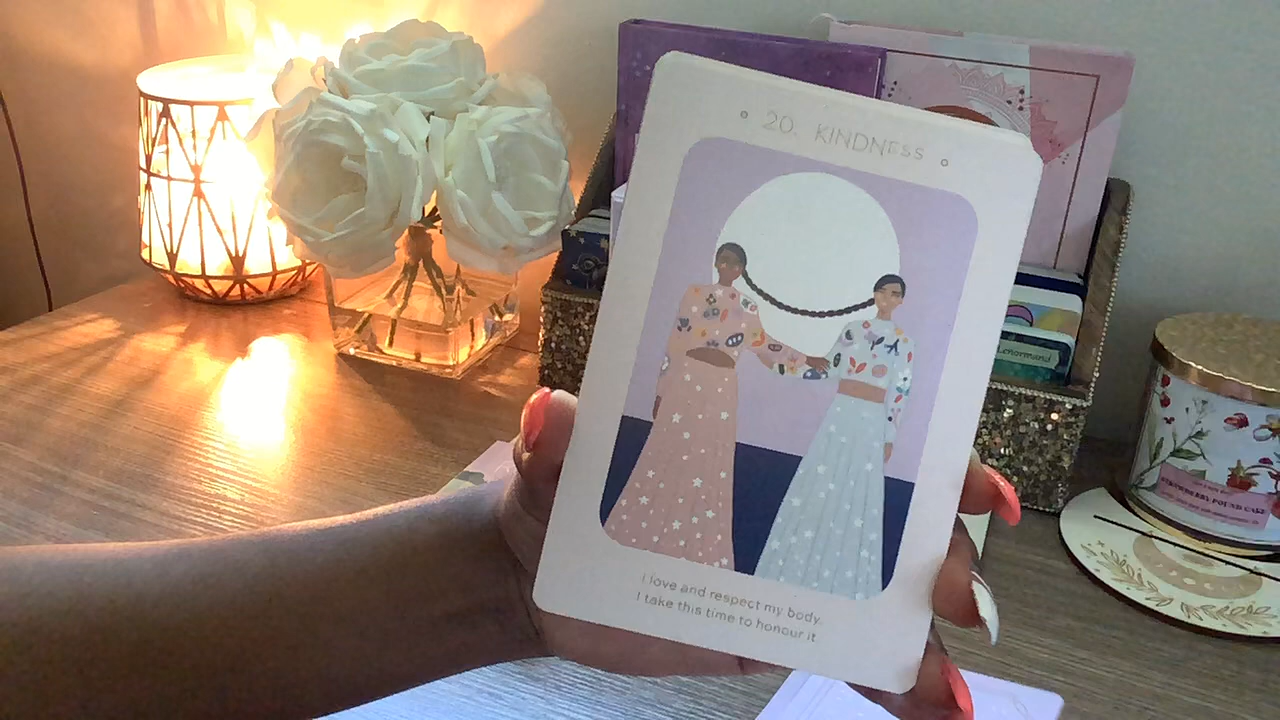 20. KINDNESS
I love and respect my body.
I take this time to honour it
Lenormand
STRAWBERRY POUND CAKE